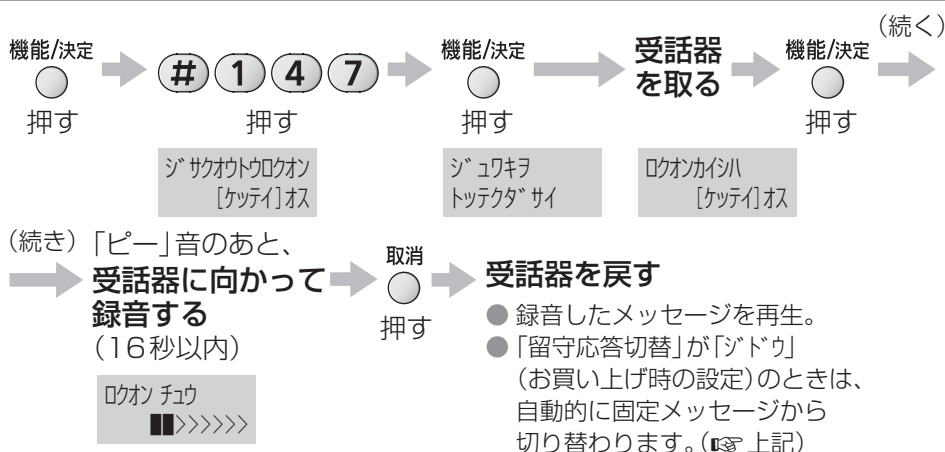 (続く)
機能/決定
押す
# 1 4 7
押す
ｼﾞｻｸｵｳﾄｳﾛｸｵﾝ
[ｹｯﾃｲ]ｵｽ
機能/決定
押す
ｼﾞｭﾜｷｦ
ﾄｯﾃｸﾀﾞｻｲ
受話器
を取る
ﾛｸｵﾝｶｲｼﾊ
[ｹｯﾃｲ]ｵｽ
機能/決定
押す
(続き)
「ピー」音のあと、
受話器に向かって
録音する
(16秒以内)
ﾛｸｵﾝ ﾁｭｳ
取消
押す
受話器を戻す
● 録音したメッセージを再生。
● 「留守応答切替」が「ｼﾞﾄﾞｳ」
(お買い上げ時の設定)のときは、
自動的に固定メッセージから
切り替わります。(☞ 上記)